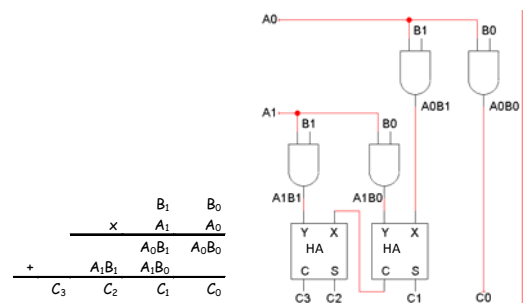 B₁ B₀
x A₁ A₀
A₀B₁ A₀B₀
+ A₁B₁ A₁B₀
C₃ C₂ C₁ C₀
A0
B1 B0
A0B1 A0B0
A1
B1 B0
A1B1 A1B0
Y X Y X
HA HA
C S C S
C3 C2 C1 C0